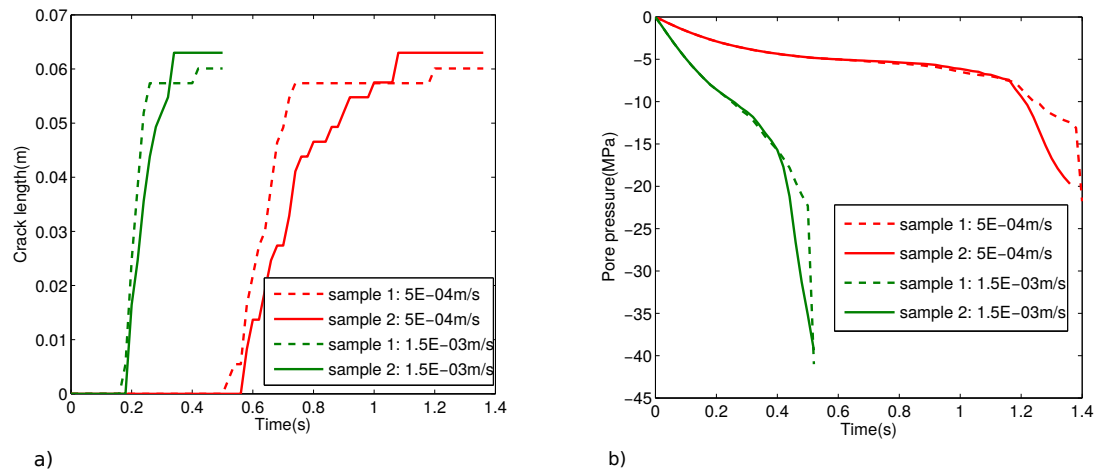 0.07
0.06
0.05
0.04
0.03
0.02
0.01
0
Crack length(m)
sample 1: 5E−04m/s
sample 2: 5E−04m/s
sample 1: 1.5E−03m/s
sample 2: 1.5E−03m/s
0 0.2 0.4 0.6 0.8 1 1.2 1.4
Time(s)
a)
0
−5
−10
−15
−20
−25
−30
−35
−40
−45
Pore pressure(MPa)
sample 1: 5E−04m/s
sample 2: 5E−04m/s
sample 1: 1.5E−03m/s
sample 2: 1.5E−03m/s
0 0.2 0.4 0.6 0.8 1 1.2 1.4
Time(s)
b)